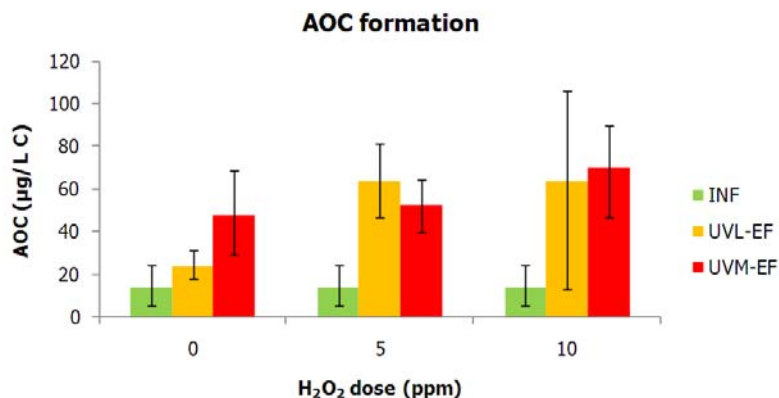 AOC formation
120
100
80
60
40
20
0
AOC (µg/L C)
0 5 10
H₂O₂ dose (ppm)
INF
UVL-EF
UVM-EF